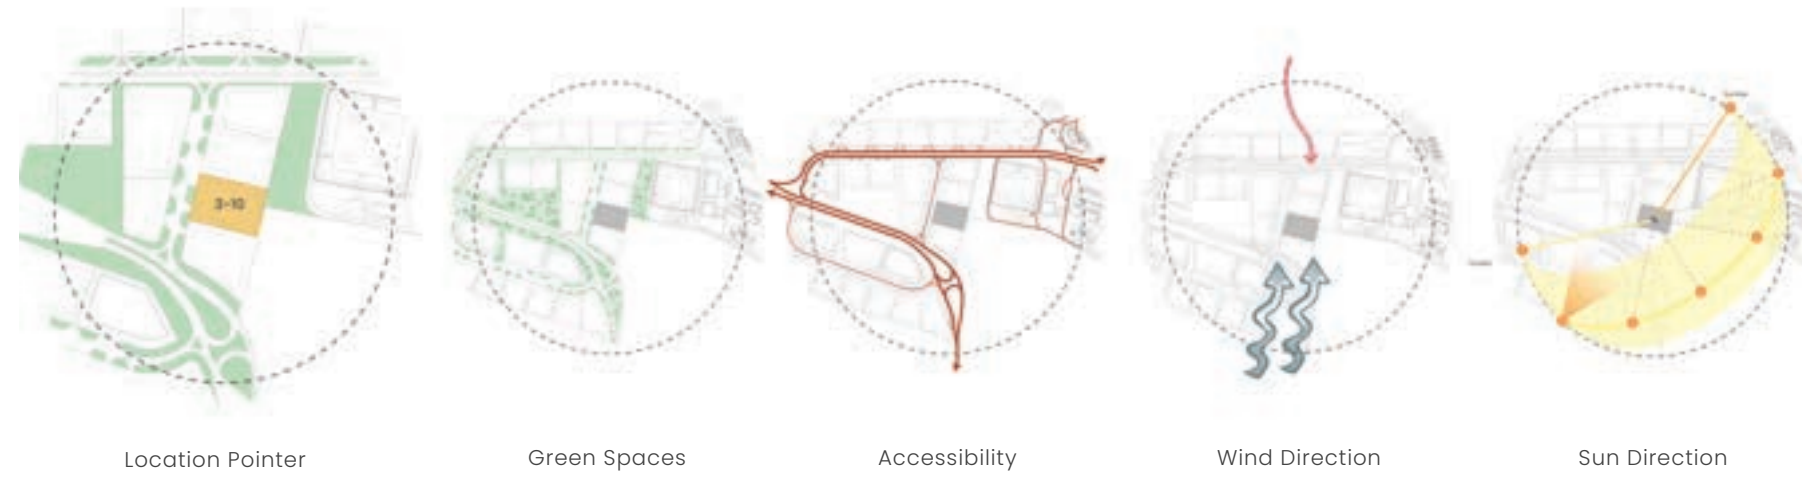 3-10
Location Pointer
Green Spaces
Accessibility
Wind Direction
Sun Direction